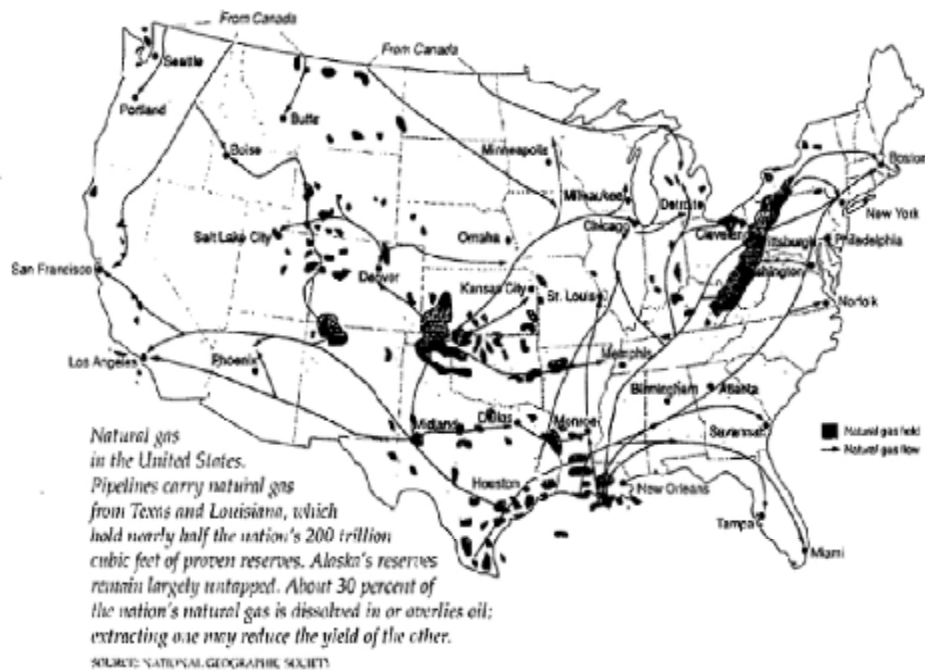 From Canada
From Canada
Seattle
Portland
Butte
Boise
Minneapolis
Milwaukee
Detroit
Boston
New York
Chicago
Cleveland
Pittsburgh
Philadelphia
Washington
Salt Lake City
Omaha
Denver
San Francisco
Kansas City
St. Louis
Norfolk
Los Angeles
Phoenix
Memphis
Birmingham
Atlanta
Midland
Dallas
Monroe
Savannah
Houston
New Orleans
Tampa
Miami
Natural gas held
Natural gas flow
Natural gas
in the United States.
Pipelines carry natural gas
from Texas and Louisiana, which
hold nearly half the nation's 200 trillion
cubic feet of proven reserves. Alaska's reserves
remain largely untapped. About 30 percent of
the nation's natural gas is dissolved in or overlies oil;
extracting one may reduce the yield of the other.
SOURCE: NATIONAL GEOGRAPHIC SOCIETY